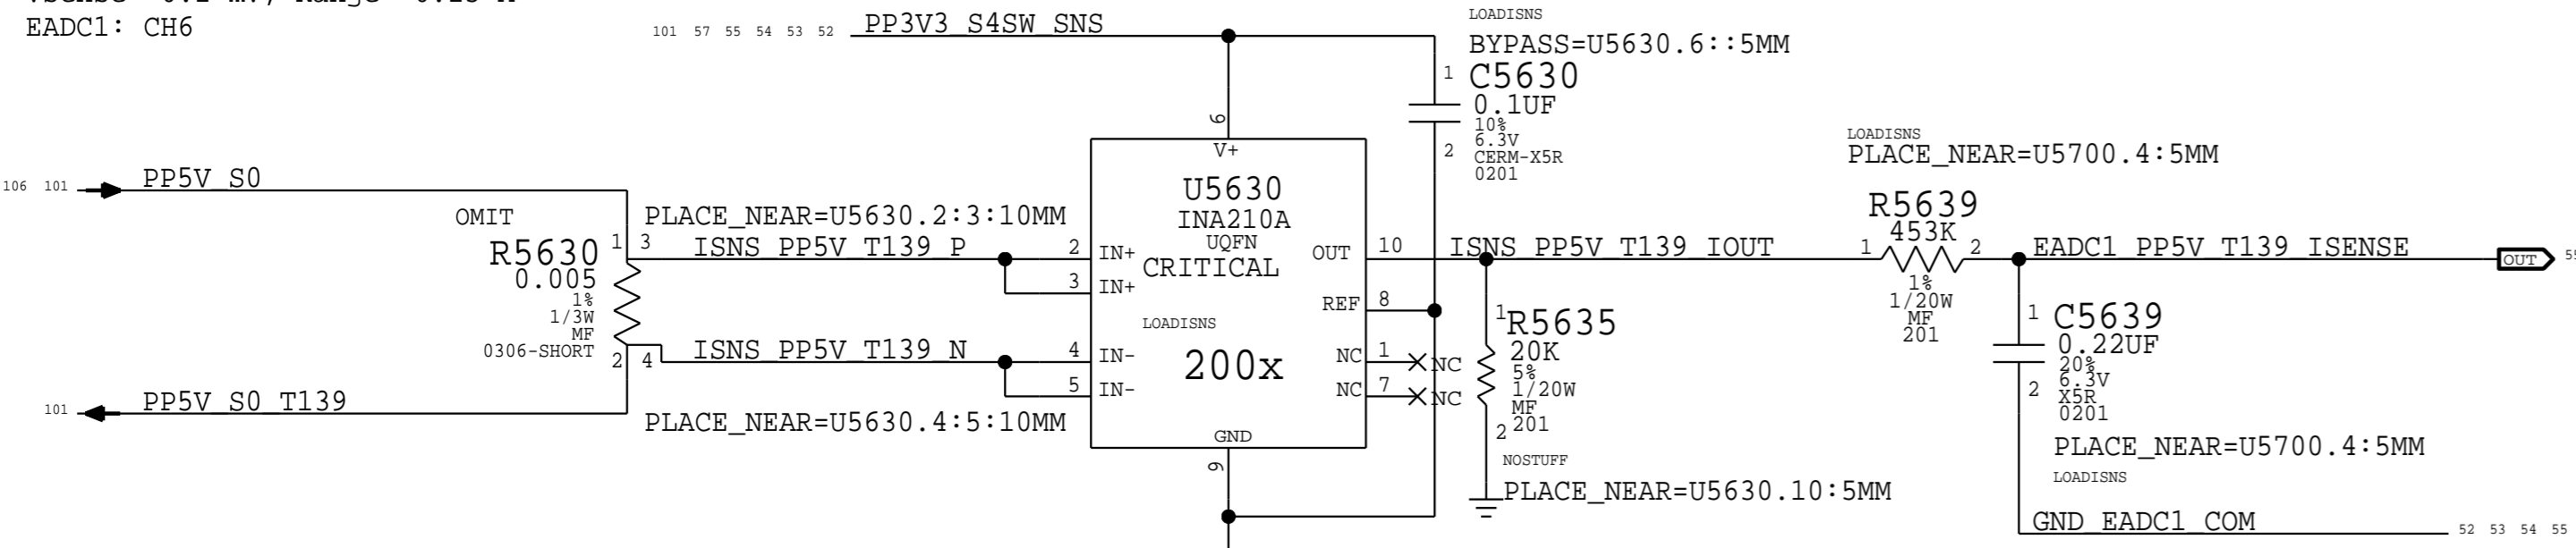 EADC1: CH6
101 57 55 54 53 52 PP3V3_S4SW_SNS
LOADISNS
BYPASS=U5630.6::5MM
1 C5630
0.1UF
10%
6.3V
2 CERM-X5R
0201
6
V+
U5630
INA210A
UQFN
CRITICAL
LOADISNS
200x
GND
9
106 101 PP5V_S0
OMIT
R5630
0.005
1%
1/3W
MF
0306-SHORT
1 3
2 4
PLACE_NEAR=U5630.2:3:10MM
ISNS_PP5V_T139_P
2 IN+
3 IN+
ISNS_PP5V_T139_N
4 IN-
5 IN-
PLACE_NEAR=U5630.4:5:10MM
101 PP5V_S0_T139
OUT 10
REF 8
NC 1 NC
NC 7 NC
ISNS_PP5V_T139_IOUT
1 R5635
20K
5%
1/20W
MF
2 201
NOSTUFF
PLACE_NEAR=U5630.10:5MM
LOADISNS
PLACE_NEAR=U5700.4:5MM
R5639
1 453K 2
1%
1/20W
MF
201
EADC1_PP5V_T139_ISENSE
OUT
1 C5639
0.22UF
20%
6.3V
2 X5R
0201
PLACE_NEAR=U5700.4:5MM
LOADISNS
GND_EADC1_COM 52 53 54 55